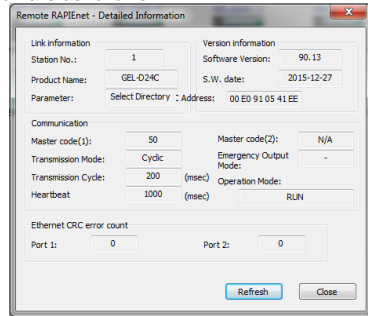 Remote RAPIEnet - Detailed Information
Link information
Station No.: 1
Product Name: GEL-D24C
Parameter: Select Directory
Version information
Software Version: 90.13
S.W. date: 2015-12-27
: Address: 00 E0 91 05 41 EE
Communication
Master code(1): 50
Master code(2): N/A
Transmission Mode: Cyclic
Emergency Output
Mode: -
Transmission Cycle: 200 (msec)
Operation Mode:
Heartbeat 1000 (msec)
RUN
Ethernet CRC error count
Port 1: 0
Port 2: 0
Refresh
Close